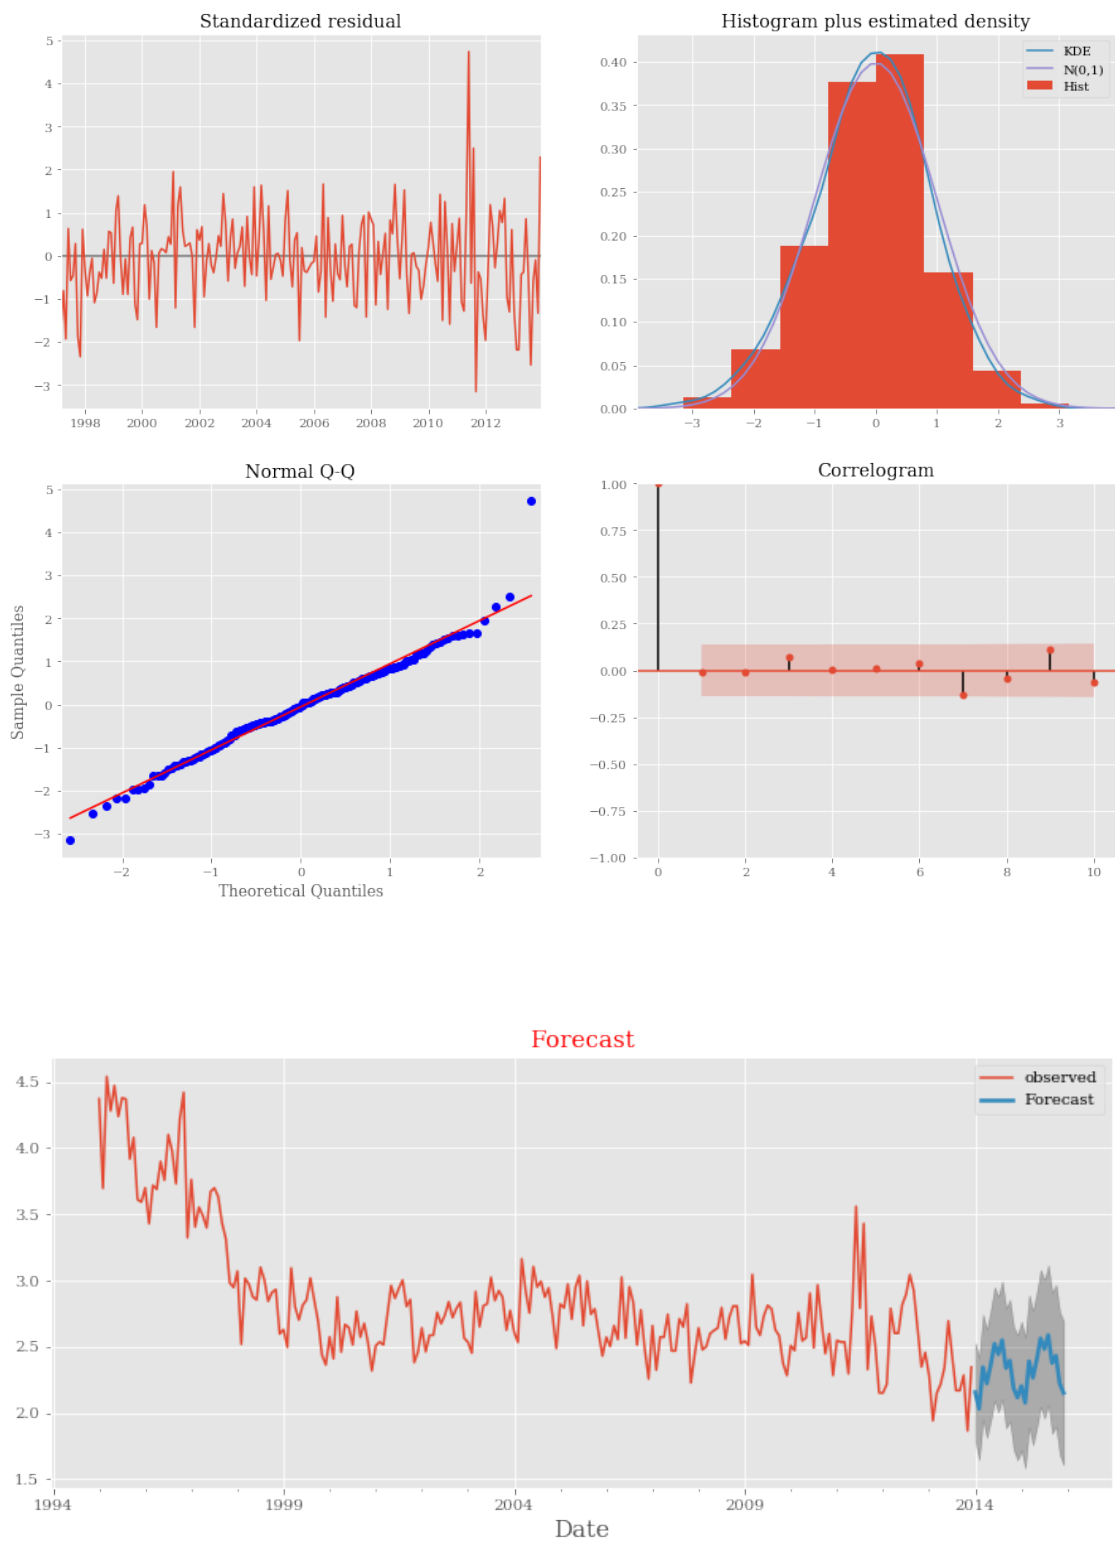 Standardized residual
5
4
3
2
1
0
−1
−2
−3
1998 2000 2002 2004 2006 2008 2010 2012
Histogram plus estimated density
KDE
N(0,1)
Hist
0.40
0.35
0.30
0.25
0.20
0.15
0.10
0.05
0.00
−3 −2 −1 0 1 2 3
Normal Q-Q
Sample Quantiles
5
4
3
2
1
0
−1
−2
−3
−2 −1 0 1 2
Theoretical Quantiles
Correlogram
1.00
0.75
0.50
0.25
0.00
−0.25
−0.50
−0.75
−1.00
0 2 4 6 8 10
Forecast
observed
Forecast
4.5
4.0
3.5
3.0
2.5
2.0
1.5
1994 1999 2004 2009 2014
Date